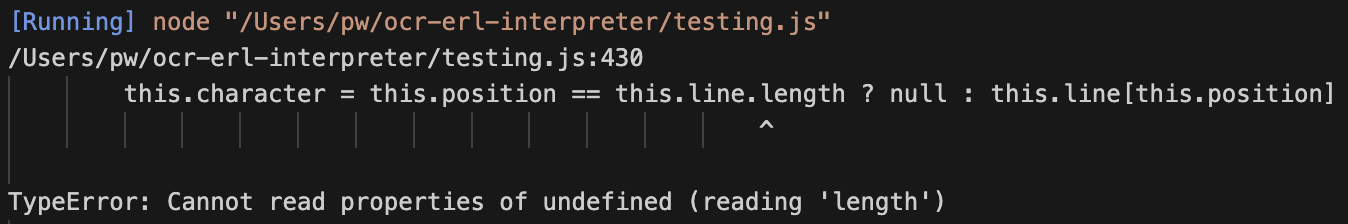 [Running] node "/Users/pw/ocr-erl-interpreter/testing.js"
/Users/pw/ocr-erl-interpreter/testing.js:430
this.character = this.position == this.line.length ? null : this.line[this.position]
^
TypeError: Cannot read properties of undefined (reading 'length')